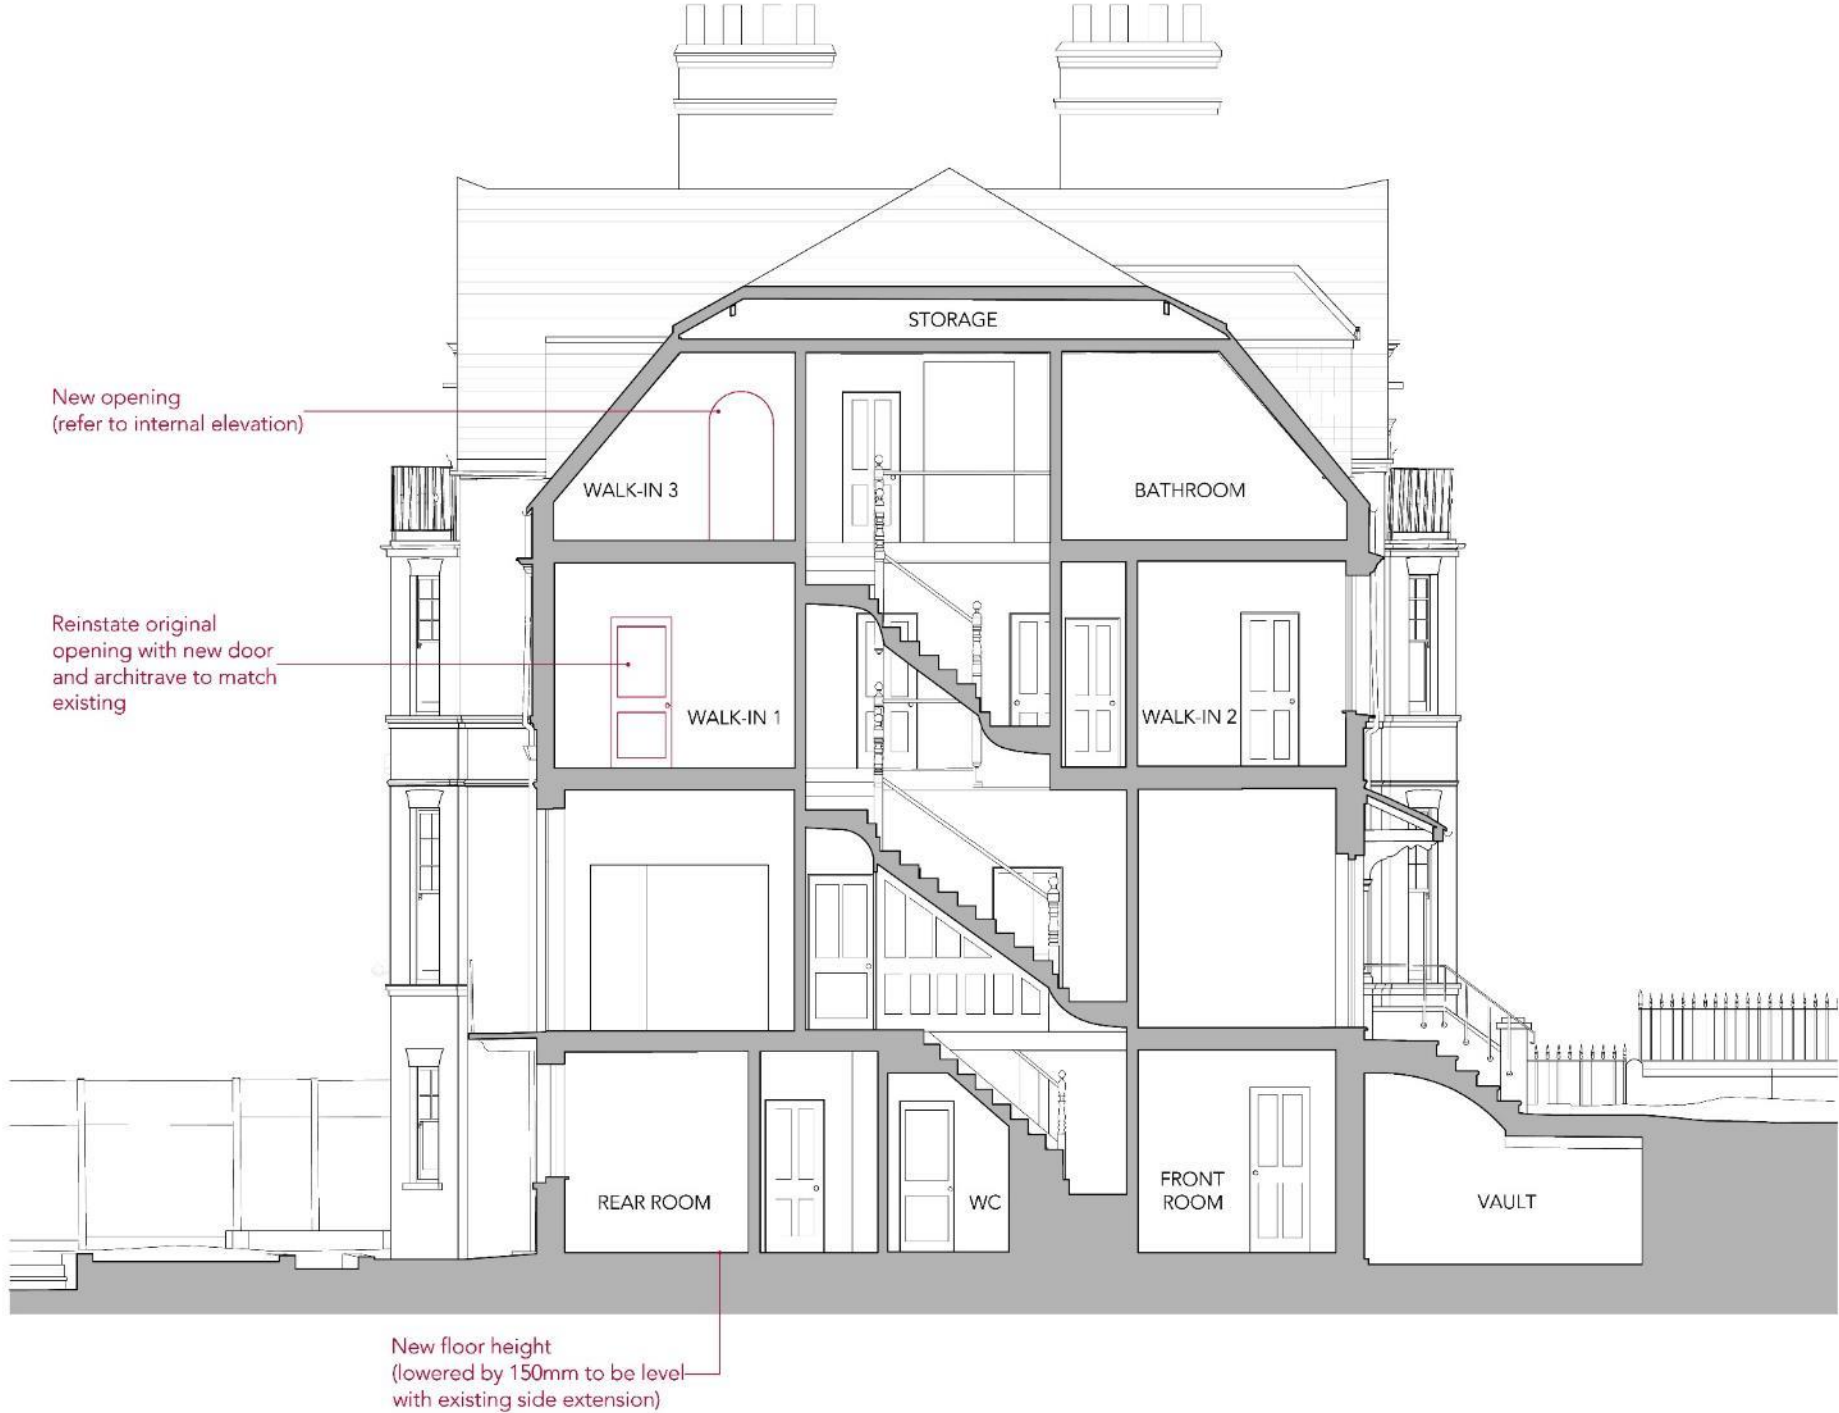 STORAGE
New opening
(refer to internal elevation)
WALK-IN 3
BATHROOM
Reinstate original
opening with new door
and architrave to match
existing
WALK-IN 1
WALK-IN 2
REAR ROOM
WC
FRONT
ROOM
VAULT
New floor height
(lowered by 150mm to be level
with existing side extension)